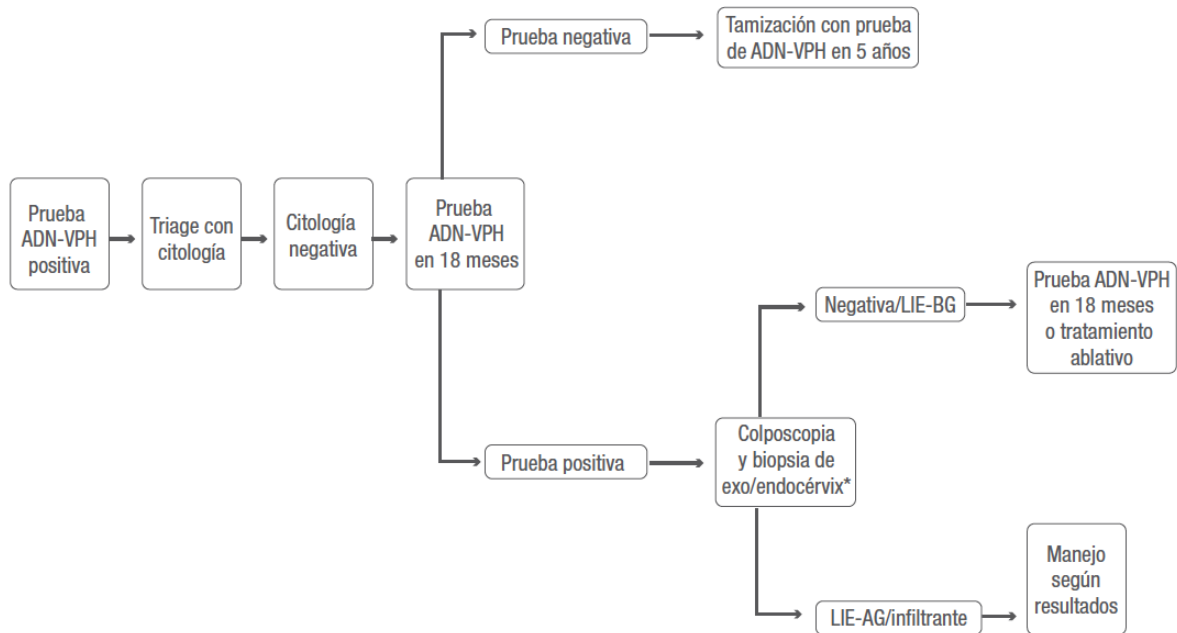 Prueba
ADN-VPH
positiva
Triage con
citología
Citología
negativa
Prueba
ADN-VPH
en 18 meses
Prueba negativa
Tamización con prueba
de ADN-VPH en 5 años
Prueba positiva
Colposcopia
y biopsia de
exo/endocérvix*
Negativa/LIE-BG
Prueba ADN-VPH
en 18 meses
o tratamiento
ablativo
LIE-AG/infiltrante
Manejo
según
resultados